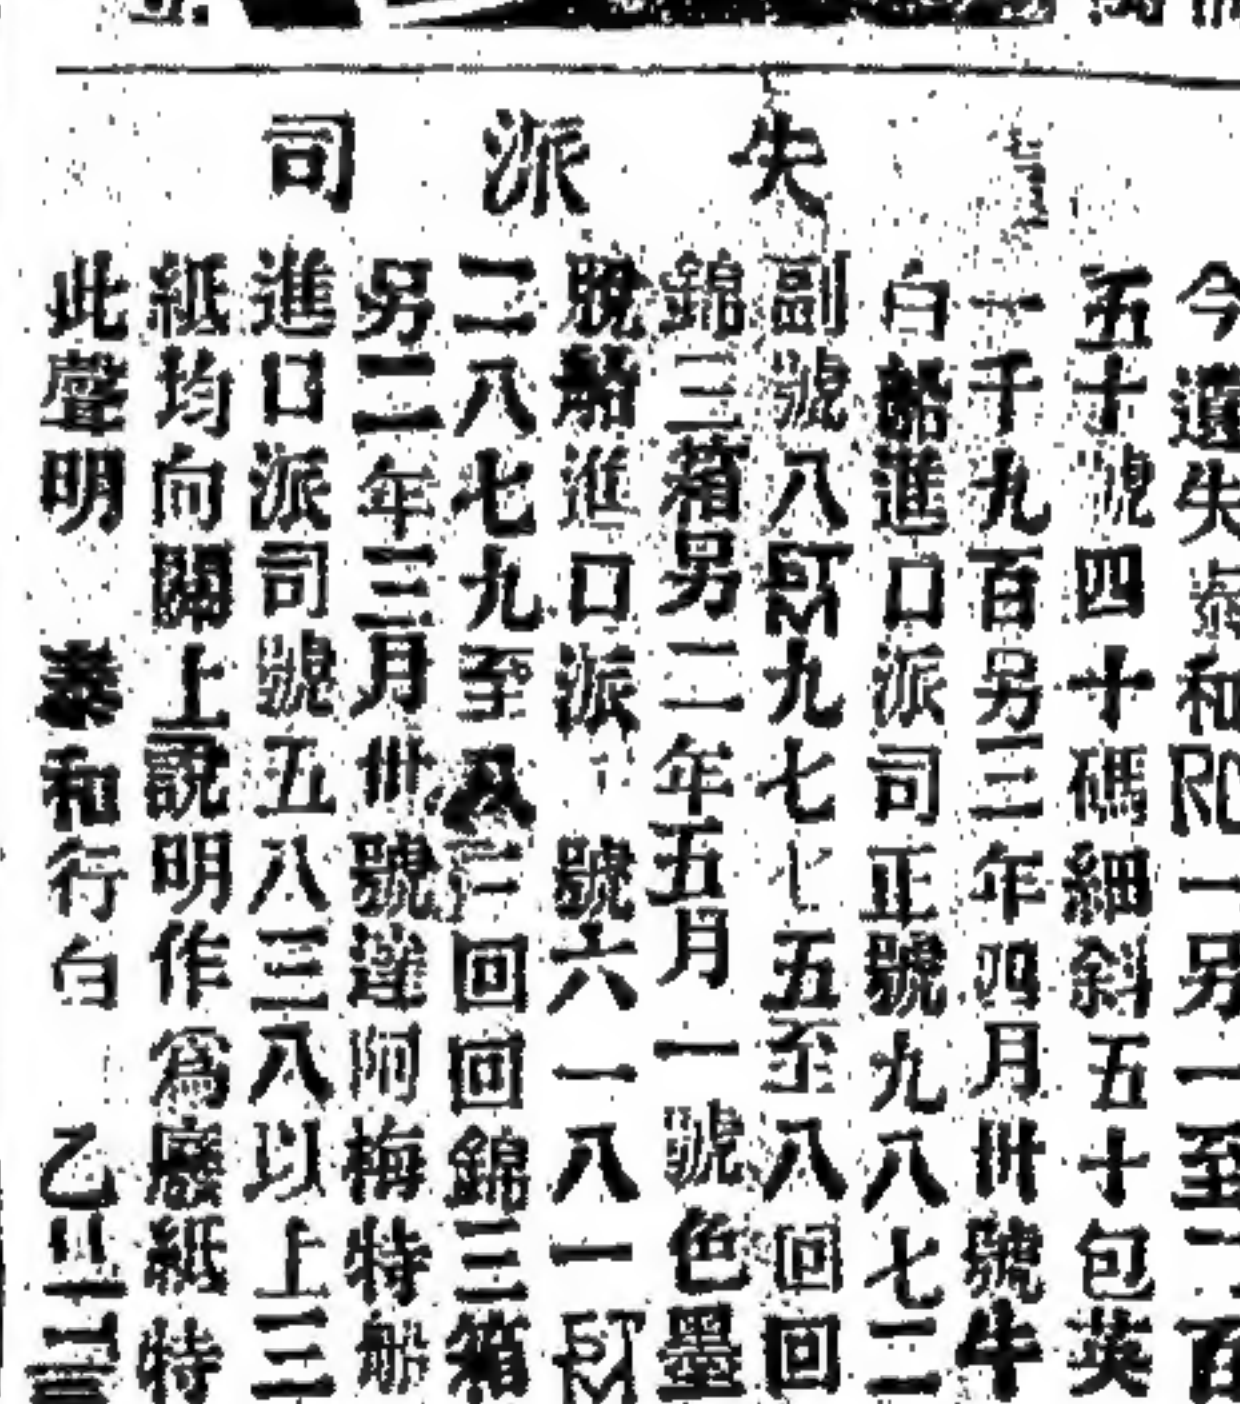 失派司
今遺失泰和RC一另一至二百
五十號四十碼細斜五十包英
一千九百另三年四月卅號牛
白船進口派司正號九八七二
副號八EM九七七五至八回回
錦三箱另二年五月一號色墨
脫船進口派 號六一八一EM
二八七九至及三回回錦三箱
另二年三月卅號達阿梅特船
進口派司號五八三八以上三
紙均向關上說明作為廢紙特
此聲明 泰和行白 乙